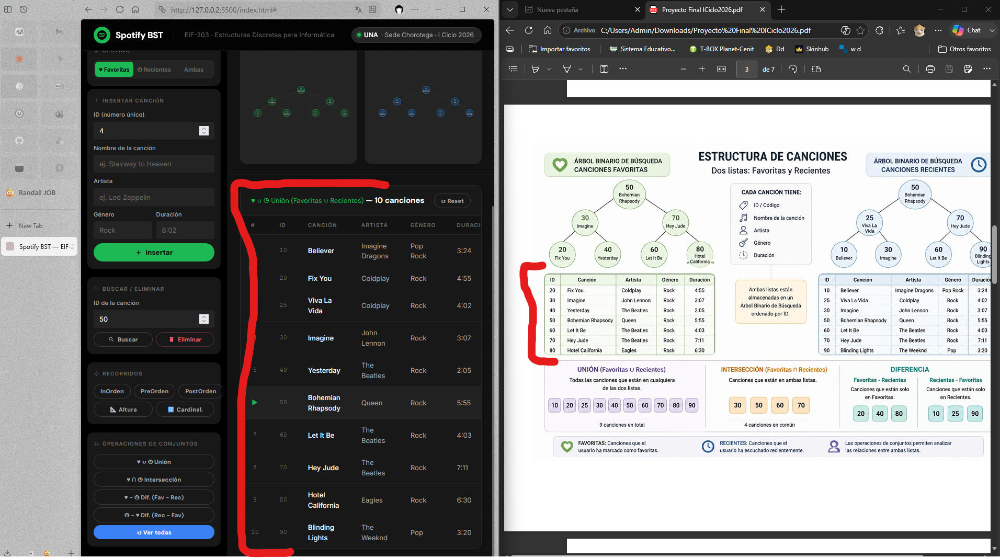 http://127.0.0.2:5500/index.html#
Randall JOB
New Tab
Spotify BST — EIF-2
Spotify BST
EIF-203 · Estructuras Discretas para Informática
UNA · Sede Chorotega · I Ciclo 2026
DESTINO
♥ Favoritas
Recientes
Ambas
+ INSERTAR CANCIÓN
ID (número único)
4
Nombre de la canción
ej. Stairway to Heaven
Artista
ej. Led Zeppelin
Género Duración
Rock 8:02
+ Insertar
BUSCAR / ELIMINAR
ID de la canción
50
Buscar
Eliminar
RECORRIDOS
InOrden PreOrden PostOrden
Altura Cardinal.
OPERACIONES DE CONJUNTOS
♥ ∪ Unión
♥ ∩ Intersección
♥ − Dif. (Fav − Rec)
− ♥ Dif. (Rec − Fav)
↺ Ver todas
♥ ∪ Unión (Favoritas ∪ Recientes) — 10 canciones
↺ Reset
# ID CANCIÓN ARTISTA GÉNERO DURACI
10 Believer Imagine Dragons Pop Rock 3:24
20 Fix You Coldplay Rock 4:55
25 Viva La Vida Coldplay Rock 4:02
4 30 Imagine John Lennon Rock 3:07
5 40 Yesterday The Beatles Rock 2:05
▶ 50 Bohemian Rhapsody Queen Rock 5:55
7 60 Let It Be The Beatles Rock 4:03
8 70 Hey Jude The Beatles Rock 7:11
9 80 Hotel California Eagles Rock 6:30
10 90 Blinding Lights The Weeknd Pop 3:20
Nueva pestaña
PDF
Proyecto Final ICiclo2026.pdf
Archivo C:/Users/Admin/Downloads/Proyecto%20Final%20ICiclo2026.pdf
Chat
Importar favoritos
Sistema Educativo...
T-BOX Planet-Cenit
Dd
Skinhub
w d
Otros favoritos
3 de 7
ÁRBOL BINARIO DE BÚSQUEDA
CANCIONES FAVORITAS
ESTRUCTURA DE CANCIONES
Dos listas: Favoritas y Recientes
ÁRBOL BINARIO DE BÚSQUEDA
CANCIONES RECIENTES
50
Bohemian
Rhapsody
30
Imagine
70
Hey Jude
20
Fix You
40
Yesterday
60
Let It Be
80
Hotel
California
CADA CANCIÓN TIENE:
ID / Código
Nombre de la canción
Artista
Género
Duración
50
Bohemian
Rhapsody
25
Viva La
Vida
70
Hey Jude
10
Believer
30
Imagine
60
Let It Be
90
Blinding
Lights
ID Canción Artista Género Duración
20 Fix You Coldplay Rock 4:55
30 Imagine John Lennon Rock 3:07
40 Yesterday The Beatles Rock 2:05
50 Bohemian Rhapsody Queen Rock 5:55
60 Let It Be The Beatles Rock 4:03
70 Hey Jude The Beatles Rock 7:11
80 Hotel California Eagles Rock 6:30
Ambas listas están
almacenadas en un
Árbol Binario de Búsqueda
ordenado por ID.
ID Canción Artista Género Duració
10 Believer Imagine Dragons Pop Rock 3:24
25 Viva La Vida Coldplay Rock 4:02
30 Imagine John Lennon Rock 3:07
50 Bohemian Rhapsody Queen Rock 5:55
60 Let It Be The Beatles Rock 4:03
70 Hey Jude The Beatles Rock 7:11
90 Blinding Lights The Weeknd Pop 3:20
UNIÓN (Favoritas ∪ Recientes)
Todas las canciones que están en cualquiera
de las dos listas.
10 20 25 30 40 50 60 70 80 90
9 canciones en total
INTERSECCIÓN (Favoritas ∩ Recientes)
Canciones que están en ambas listas.
30 50 60 70
4 canciones en común
DIFERENCIA
Favoritas - Recientes
Canciones que están solo
en Favoritas.
20 40 80
Recientes - Favoritas
Canciones que están solo
en Recientes.
10 25 90
FAVORITAS: Canciones que el
usuario ha marcado como favoritas.
RECIENTES: Canciones que el
usuario ha escuchado recientemente.
Las operaciones de conjuntos permiten analizar
las relaciones entre ambas listas.